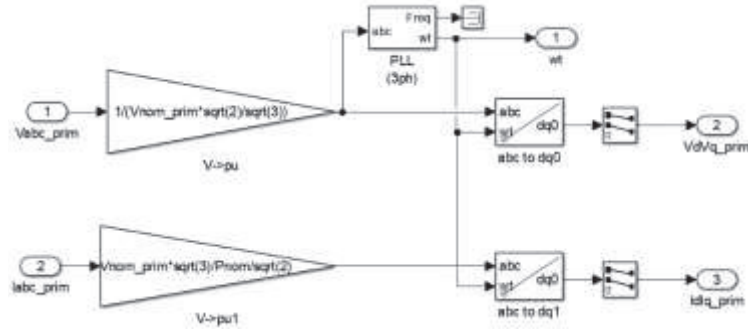 Freq
abc
wt
1
wt
PLL
(3ph)
1
1/(Vnom_prim*sqrt(2)/sqrt(3))
abc
wt
dq0
2
Vabc_prim
VdVq_prim
abc to dq0
V->pu
2
Vnom_prim*sqrt(3)/Pnom/sqrt(2)
abc
wt
dq0
3
Iabc_prim
IdIq_prim
abc to dq1
V->pu1